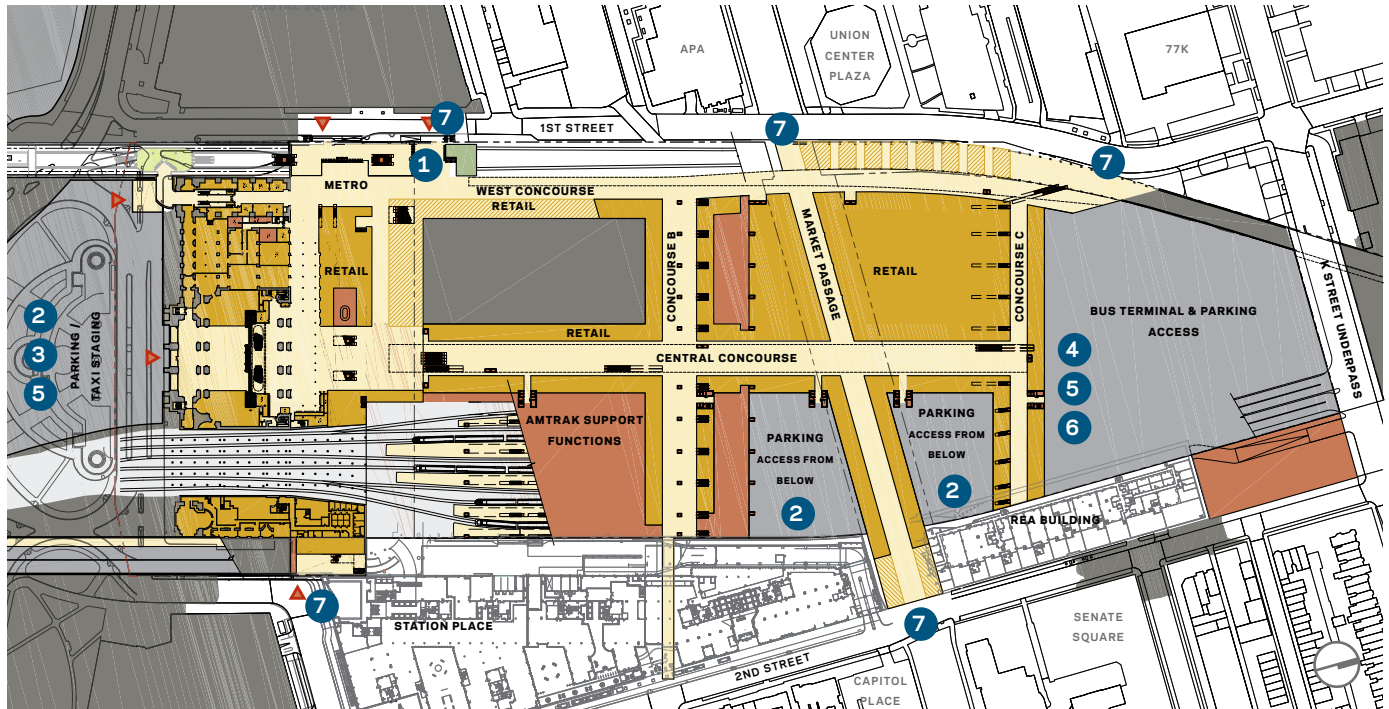 POSTAL SQUARE
APA
UNION
CENTER
PLAZA
77K
7
1ST STREET
7
7
1
METRO
WEST CONCOURSE
RETAIL
CONCOURSE B
MARKET PASSAGE
CONCOURSE C
K STREET UNDERPASS
RETAIL
RETAIL
BUS TERMINAL & PARKING
ACCESS
2
3
5
PARKING /
TAXI STAGING
RETAIL
CENTRAL CONCOURSE
4
5
6
AMTRAK SUPPORT
FUNCTIONS
PARKING
ACCESS FROM
BELOW
2
PARKING
ACCESS FROM
BELOW
2
REA BUILDING
7
STATION PLACE
7
2ND STREET
SENATE
SQUARE
CAPITOL
PLACE